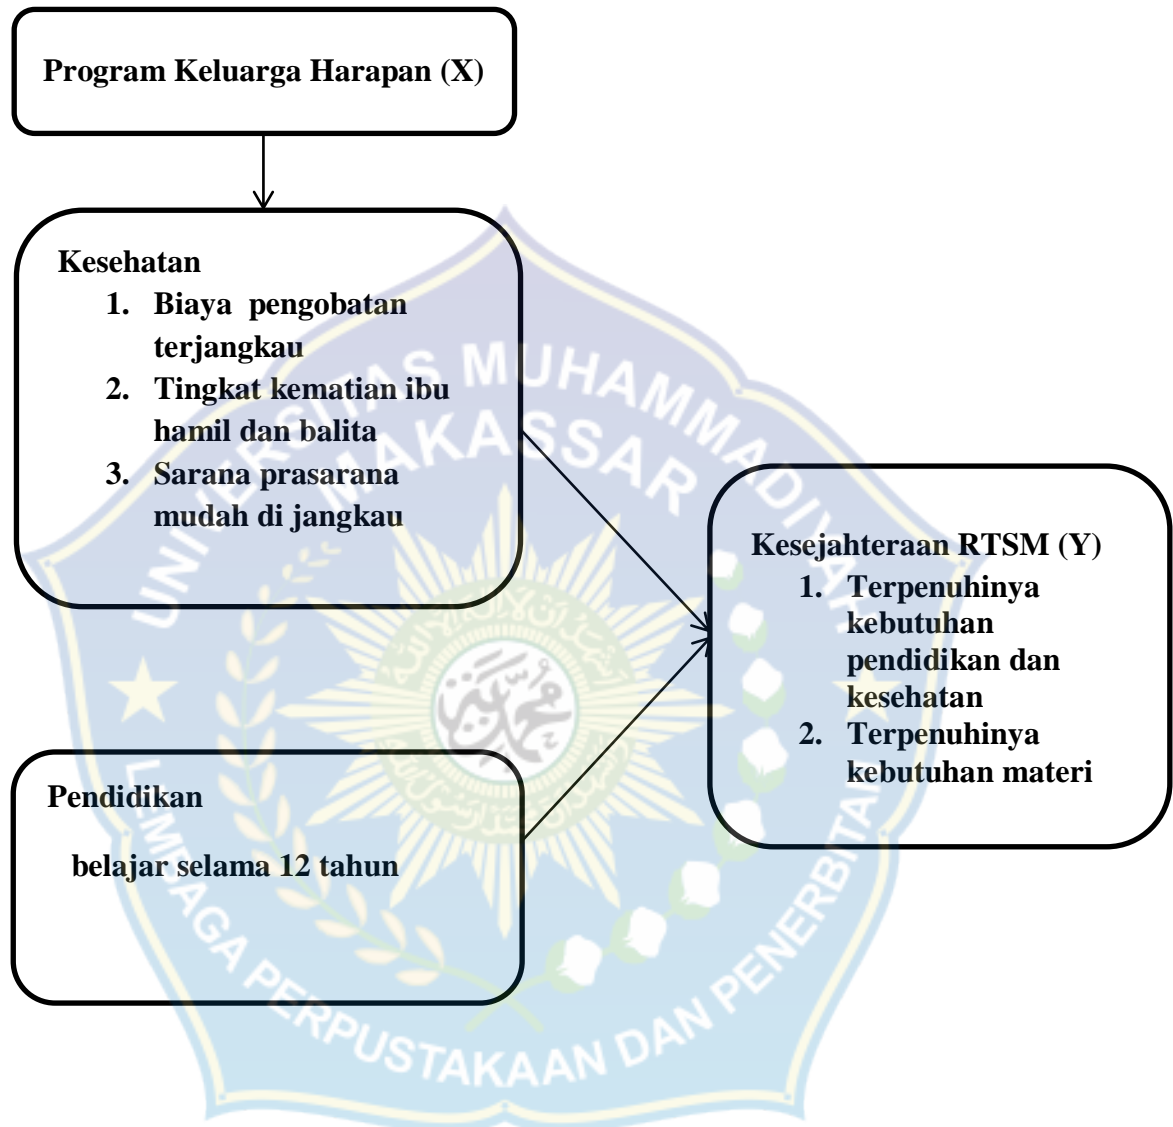 Program Keluarga Harapan (X)
Kesehatan
1. Biaya pengobatan
terjangkau
2. Tingkat kematian ibu
hamil dan balita
3. Sarana prasarana
mudah di jangkau
Kesejahteraan RTSM (Y)
1. Terpenuhinya
kebutuhan
pendidikan dan
kesehatan
2. Terpenuhinya
kebutuhan materi
Pendidikan
belajar selama 12 tahun
UNIVERSITAS MUHAMMADIYAH
MAKASSAR
LEMBAGA PERPUSTAKAAN DAN PENERBITAN